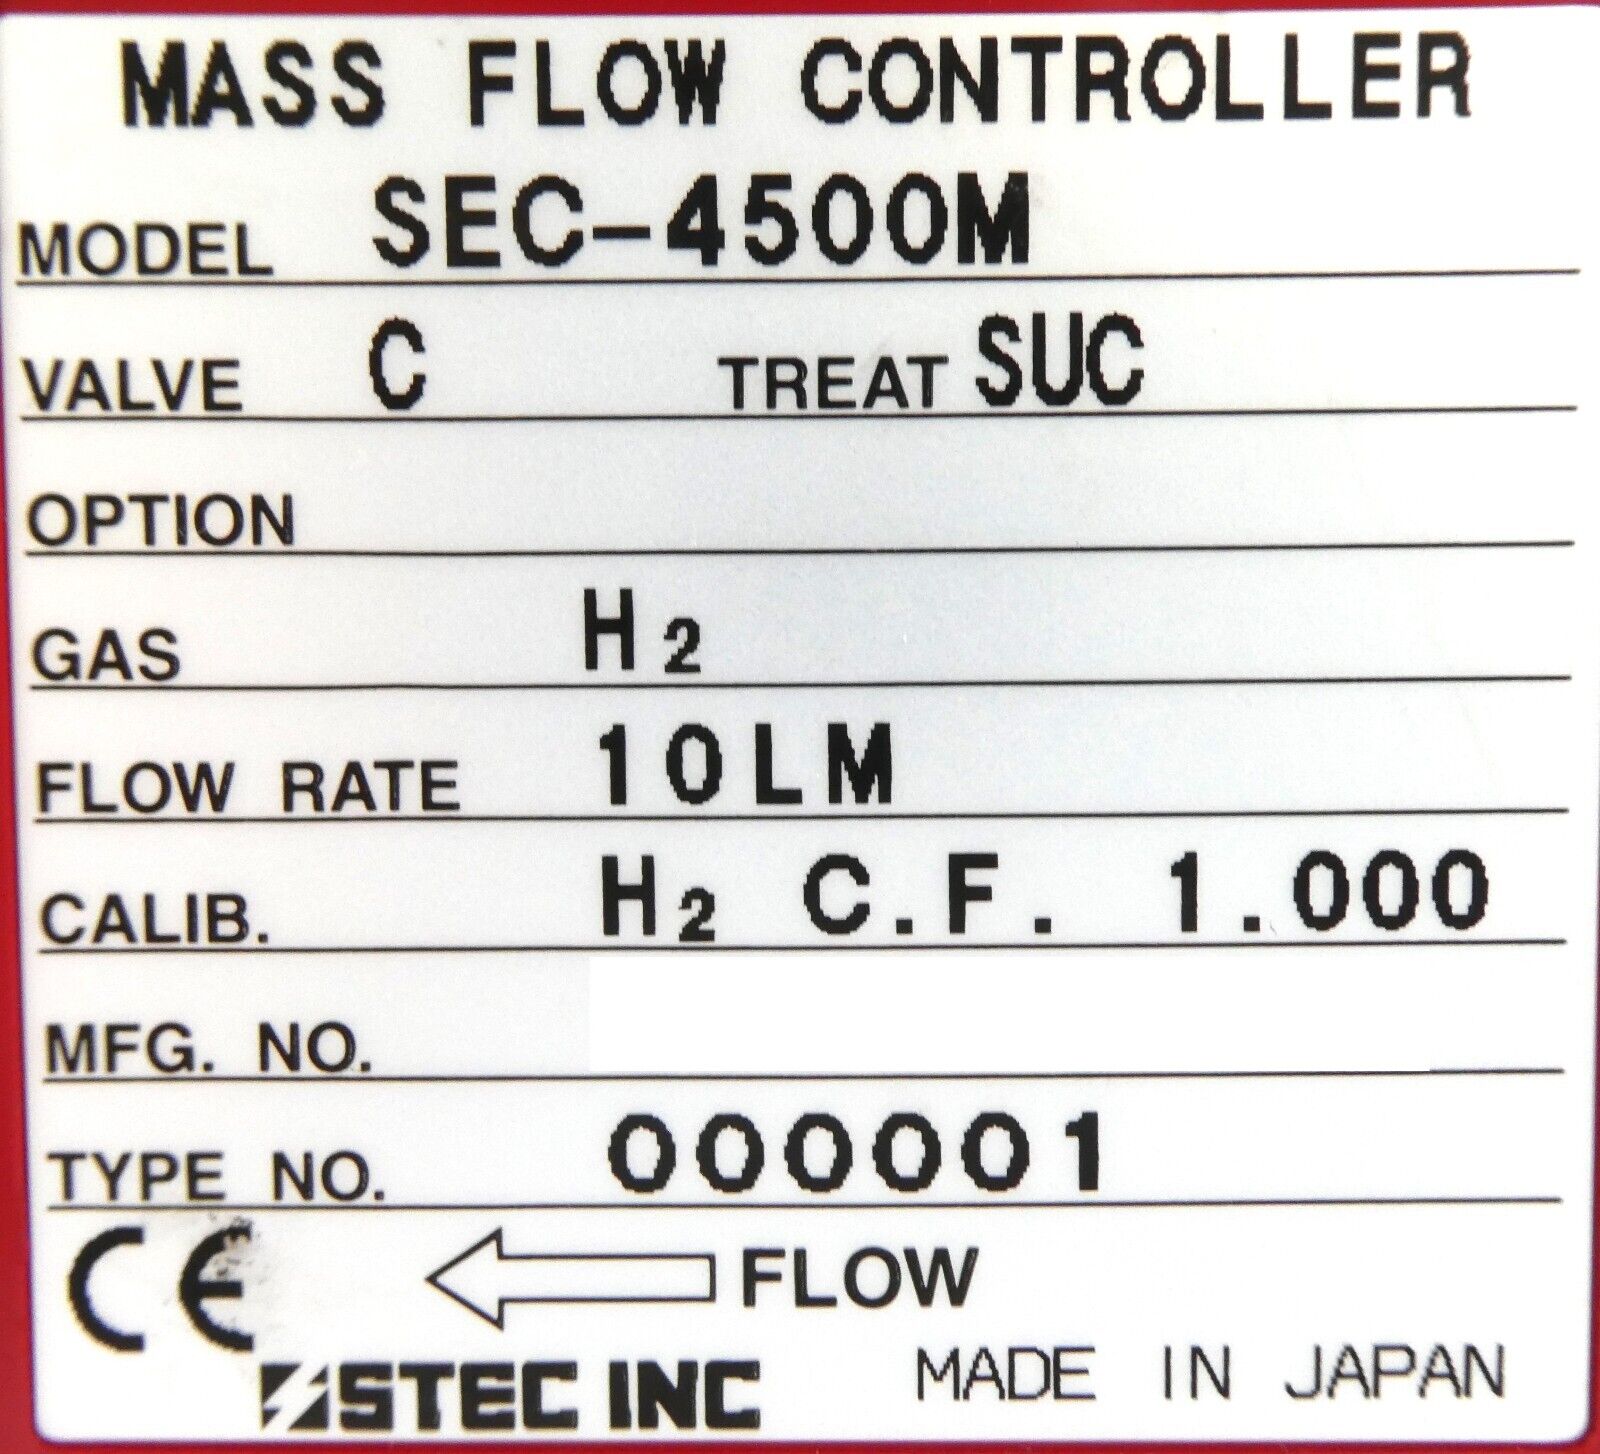 MASS FLOW CONTROLLER
MODEL SEC-4500M
VALVE C TREAT SUC
OPTION
GAS H₂
FLOW RATE 10LM
CALIB. H₂ C.F. 1.000
MFG. NO.
TYPE NO. 000001
CE FLOW
STEC INC MADE IN JAPAN